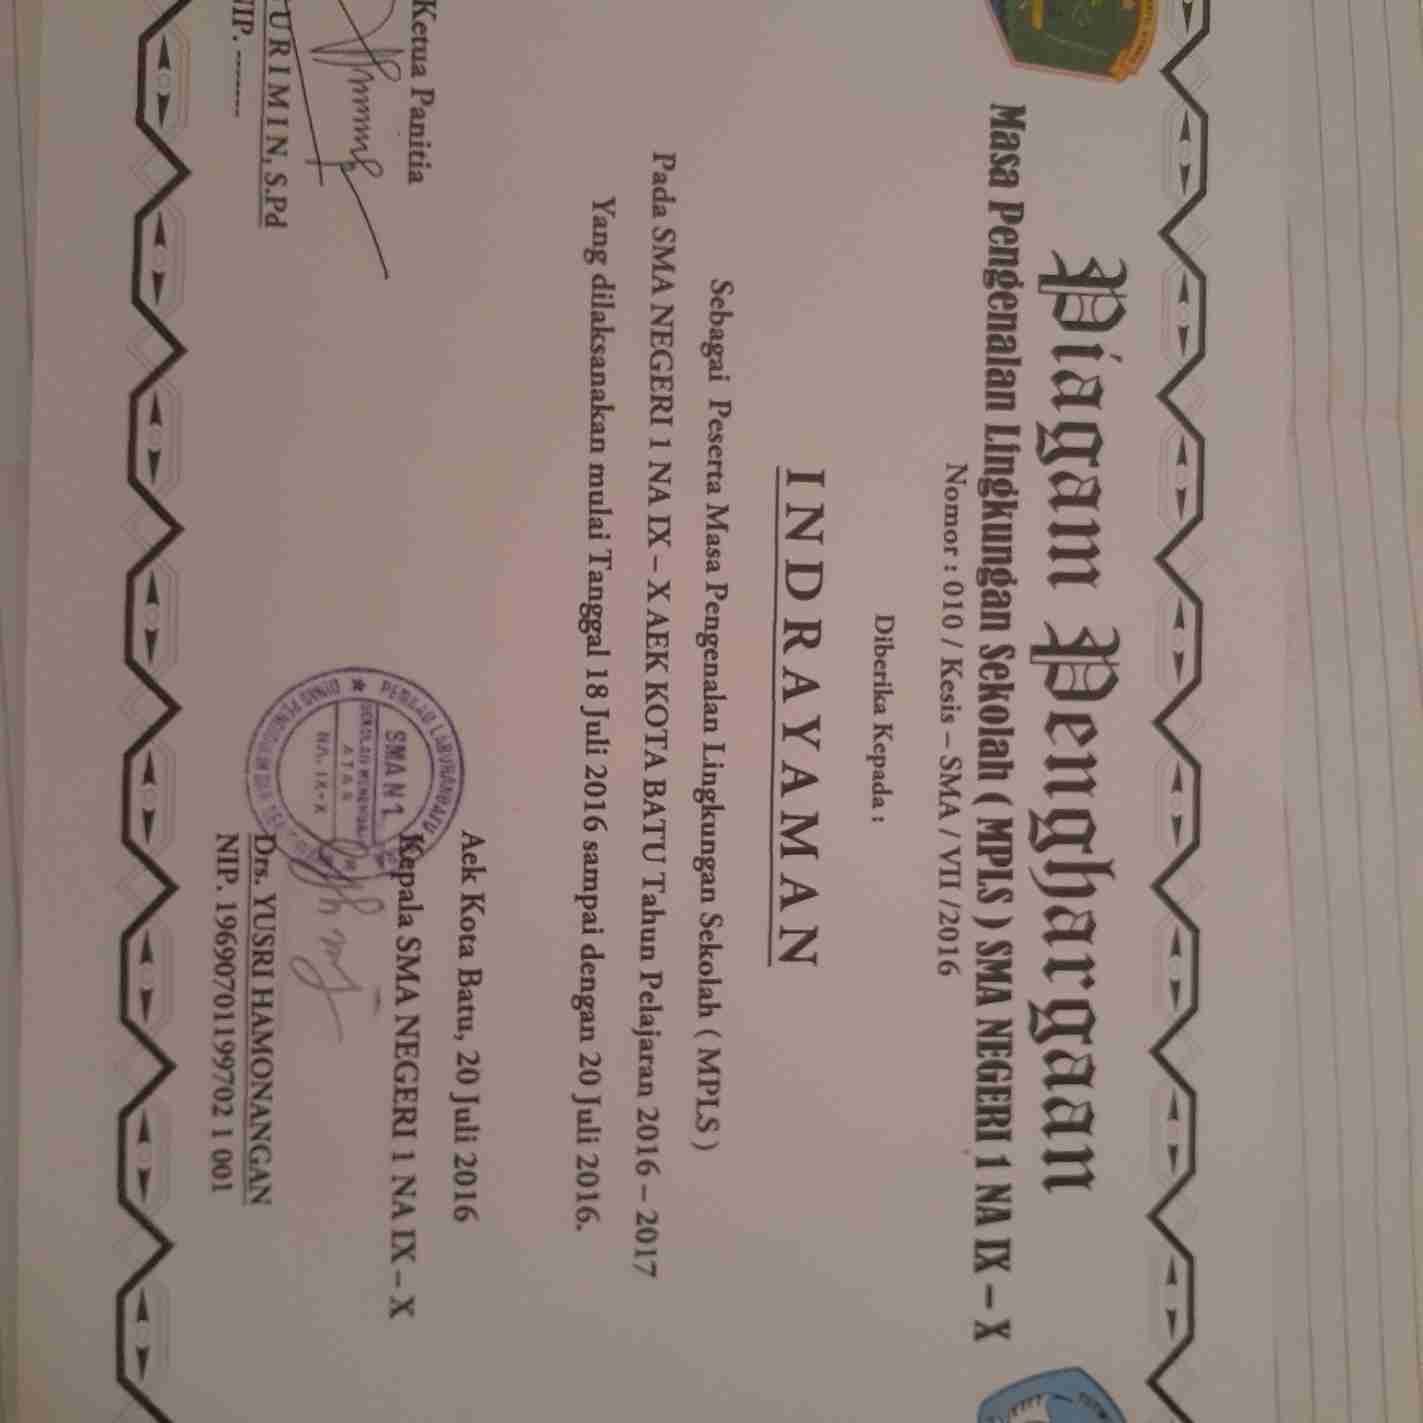 Piagam Penghargaan
Masa Pengenalan Lingkungan Sekolah ( MPLS ) SMA NEGERI 1 NA IX – X
Nomor : 010 / Kesis – SMA / VII /2016
Diberika Kepada :
I N D R A Y A M A N
Sebagai Peserta Masa Pengenalan Lingkungan Sekolah ( MPLS )
Pada SMA NEGERI 1 NA IX – X AEK KOTA BATU Tahun Pelajaran 2016 – 2017
Yang dilaksanakan mulai Tanggal 18 Juli 2016 sampai dengan 20 Juli 2016.
Aek Kota Batu, 20 Juli 2016
Ketua Panitia
Kepala SMA NEGERI 1 NA IX – X
SMA N 1
NA. IX-X
URIMIN, S.Pd
NIP. -------
Drs. YUSRI HAMONANGAN
NIP. 19690701199702 1 001